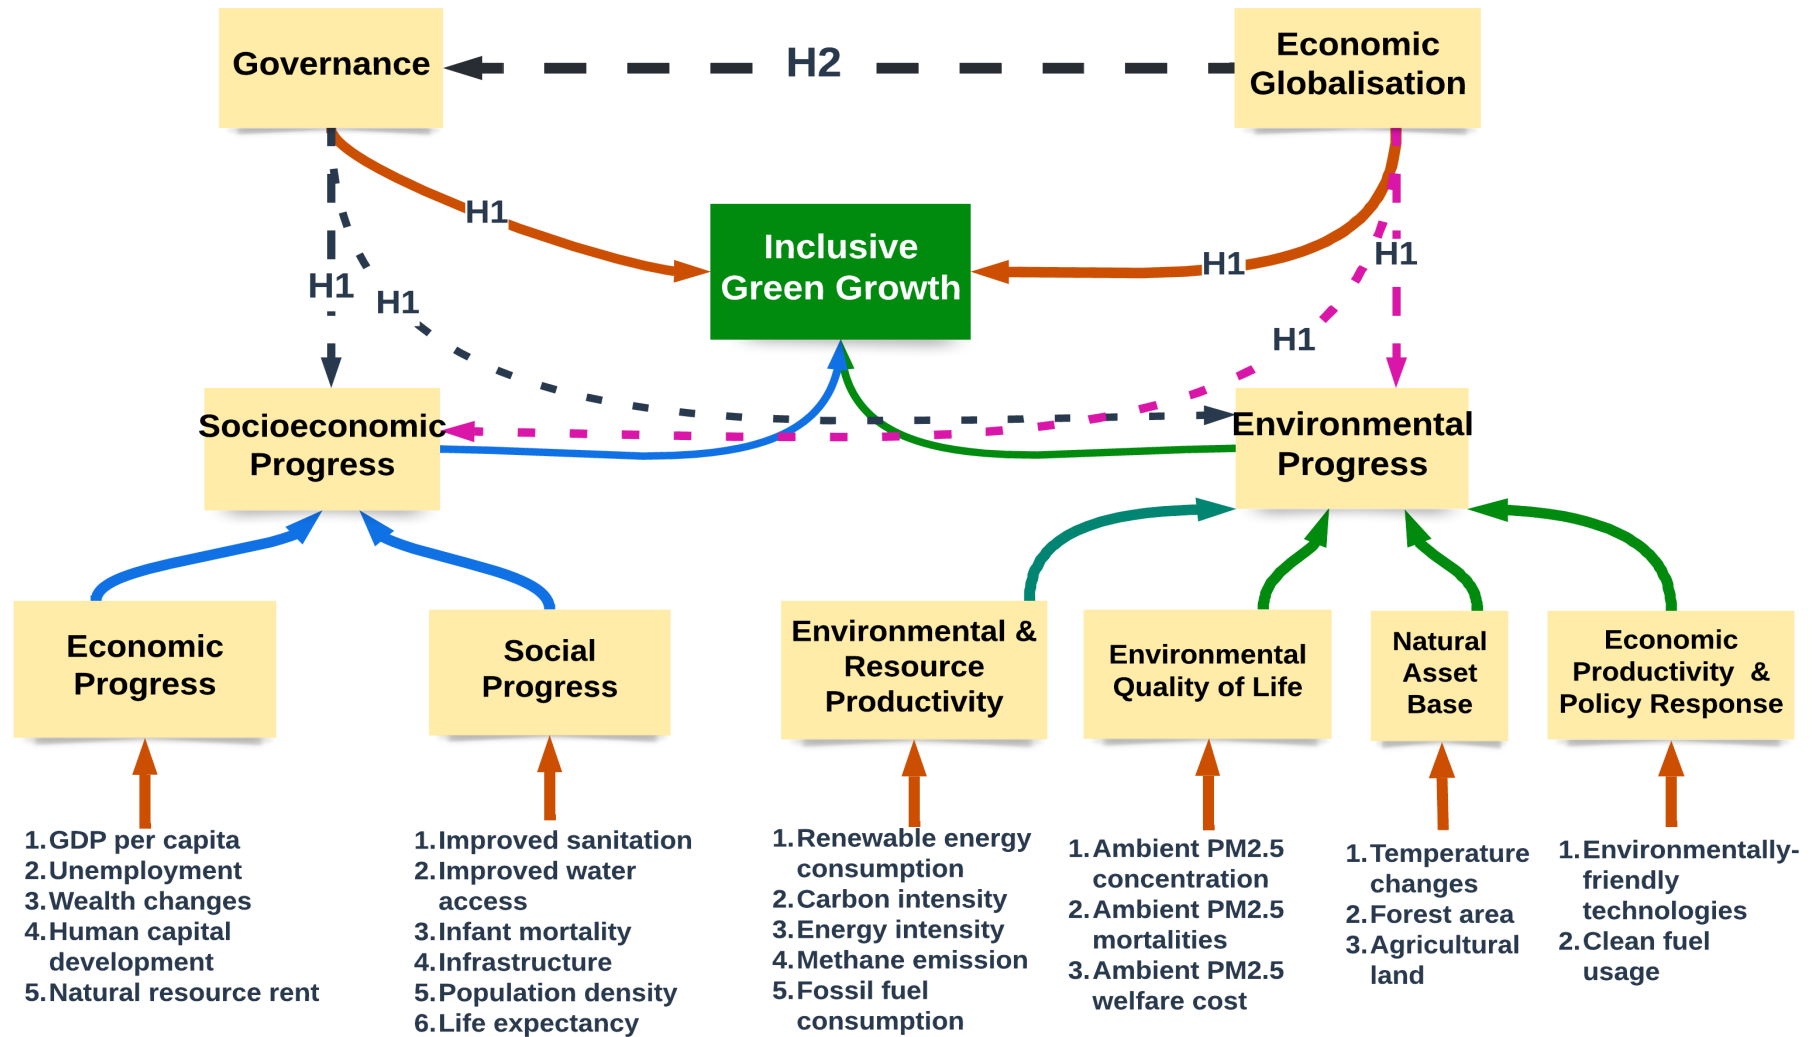 Governance
H2
Economic
Globalisation
H1
Inclusive
Green Growth
H1
H1
H1
H1
H1
Socioeconomic
Progress
Environmental
Progress
Economic
Progress
Social
Progress
Environmental &
Resource
Productivity
Environmental
Quality of Life
Natural
Asset
Base
Economic
Productivity &
Policy Response
1. GDP per capita
2. Unemployment
3. Wealth changes
4. Human capital
development
5. Natural resource rent
1. Improved sanitation
2. Improved water
access
3. Infant mortality
4. Infrastructure
5. Population density
6. Life expectancy
1. Renewable energy
consumption
2. Carbon intensity
3. Energy intensity
4. Methane emission
5. Fossil fuel
consumption
1. Ambient PM2.5
concentration
2. Ambient PM2.5
mortalities
3. Ambient PM2.5
welfare cost
1. Temperature
changes
2. Forest area
3. Agricultural
land
1. Environmentally-
friendly
technologies
2. Clean fuel
usage